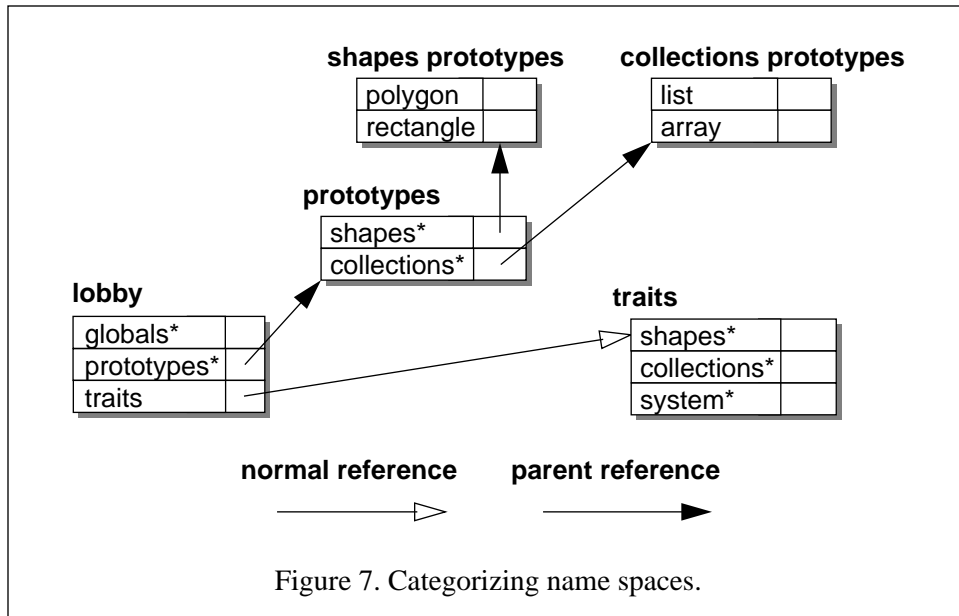 shapes prototypes
polygon
rectangle
collections prototypes
list
array
prototypes
shapes*
collections*
lobby
globals*
prototypes*
traits
traits
shapes*
collections*
system*
normal reference
parent reference
Figure 7. Categorizing name spaces.